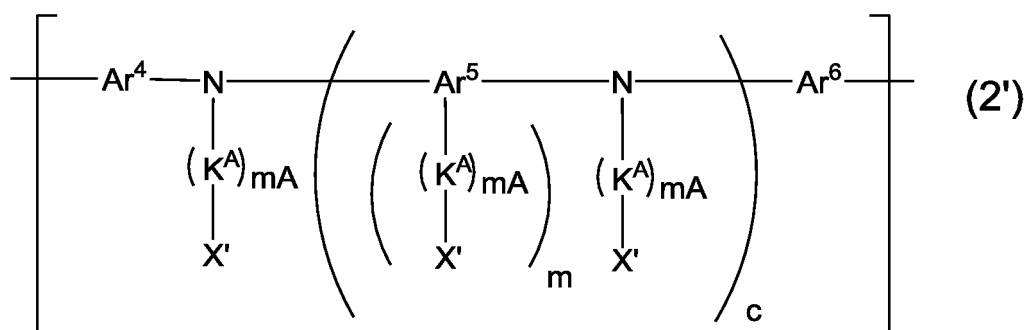 Ar⁴ N Ar⁵ N Ar⁶ (2')
(Kᴬ)mA (Kᴬ)mA (Kᴬ)mA
X' X' X'
m
c